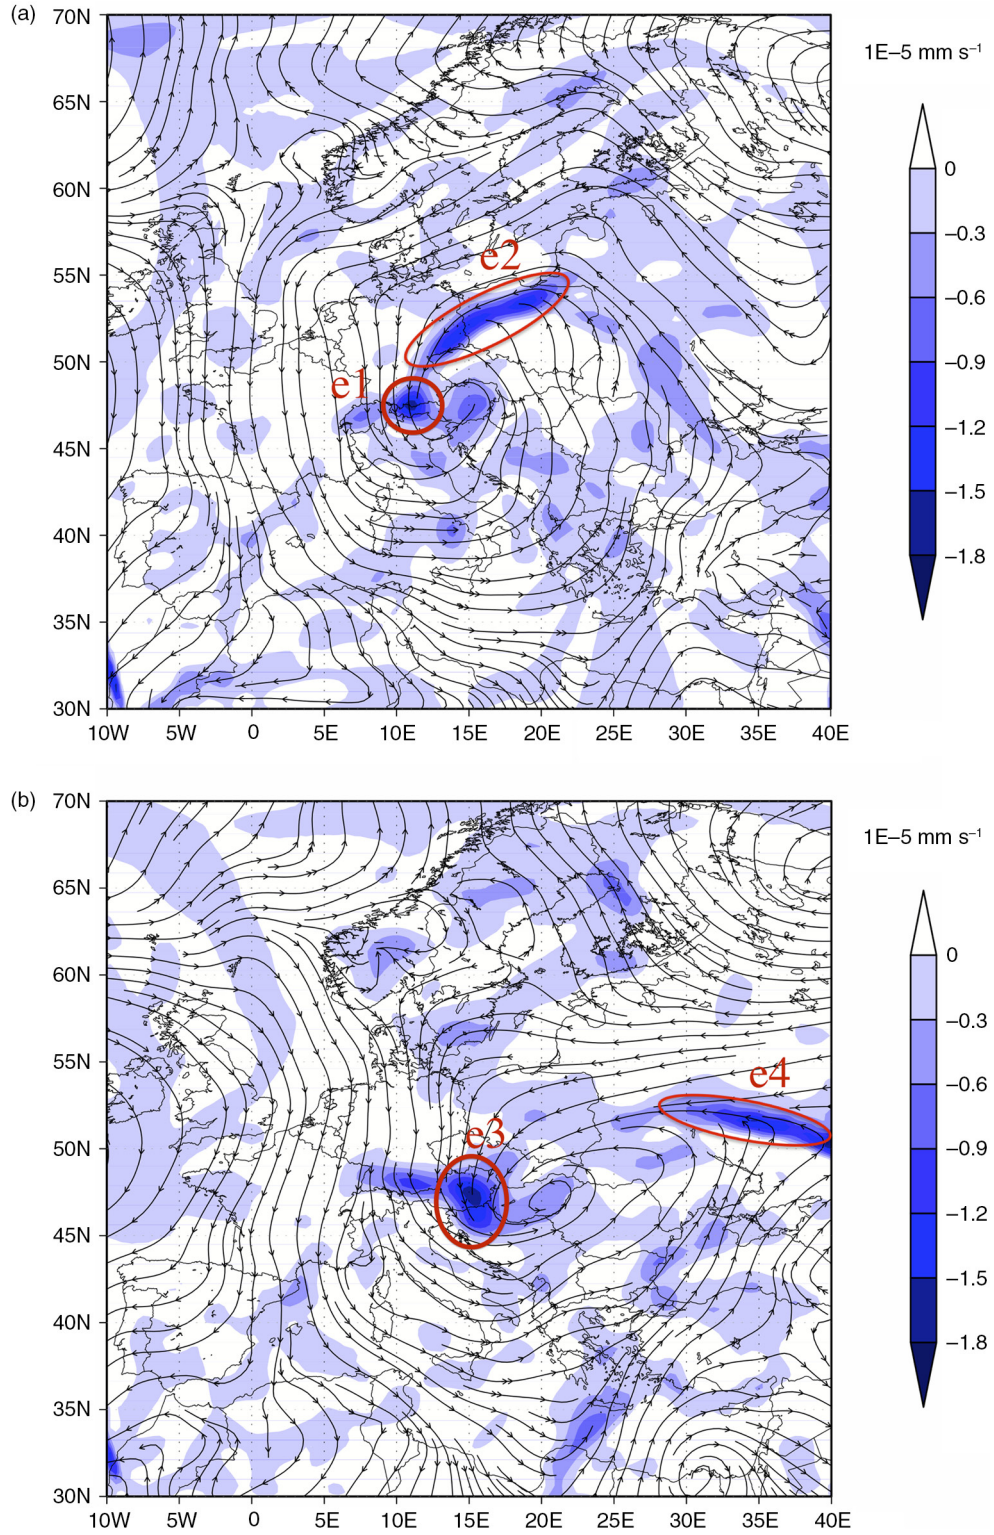 (a)
70N
65N
60N
55N
50N
45N
40N
35N
30N
10W 5W 0 5E 10E 15E 20E 25E 30E 35E 40E
e2
e1
1E–5 mm s⁻¹
0
–0.3
–0.6
–0.9
–1.2
–1.5
–1.8
(b)
70N
65N
60N
55N
50N
45N
40N
35N
30N
10W 5W 0 5E 10E 15E 20E 25E 30E 35E 40E
e4
e3
1E–5 mm s⁻¹
0
–0.3
–0.6
–0.9
–1.2
–1.5
–1.8